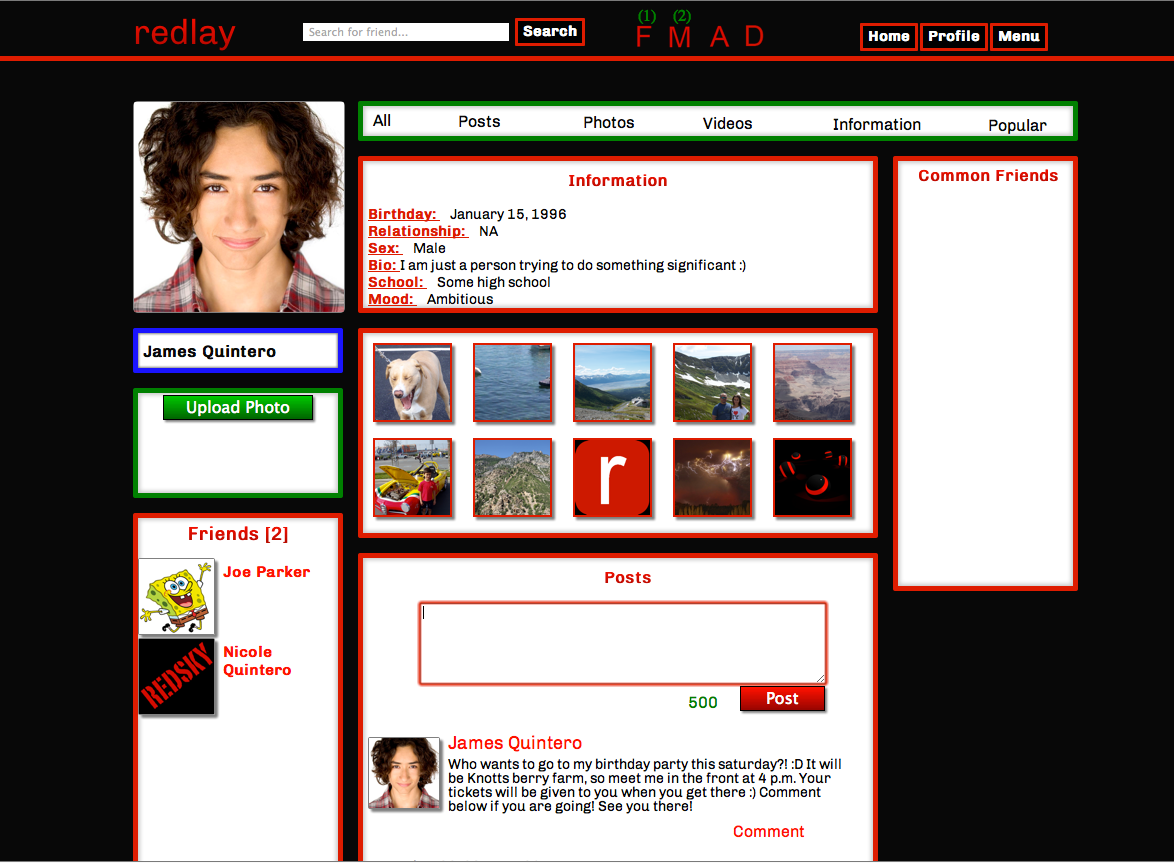 redlay
Search for friend...
Search
(1) (2)
F M A D
Home Profile Menu
All Posts Photos Videos Information Popular
Information
Birthday: January 15, 1996
Relationship: NA
Sex: Male
Bio: I am just a person trying to do something significant :)
School: Some high school
Mood: Ambitious
Common Friends
James Quintero
Upload Photo
r
Friends [2]
Joe Parker
REDSKY
Nicole
Quintero
Posts
500
Post
James Quintero
Who wants to go to my birthday party this saturday?! :D It will
be Knotts berry farm, so meet me in the front at 4 p.m. Your
tickets will be given to you when you get there :) Comment
below if you are going! See you there!
Comment